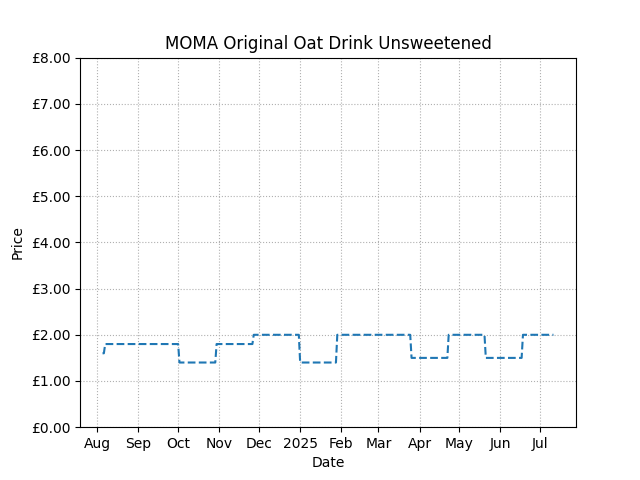 MOMA Original Oat Drink Unsweetened
£8.00
£7.00
£6.00
£5.00
£4.00
£3.00
£2.00
£1.00
£0.00
Price
Aug Sep Oct Nov Dec 2025 Feb Mar Apr May Jun Jul
Date